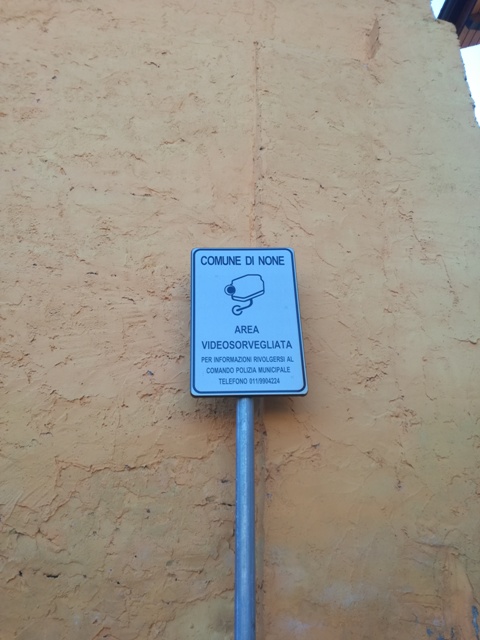 COMUNE DI NONE
AREA
VIDEOSORVEGLIATA
PER INFORMAZIONI RIVOLGERSI AL
COMANDO POLIZIA MUNICIPALE
TELEFONO 011/9904224